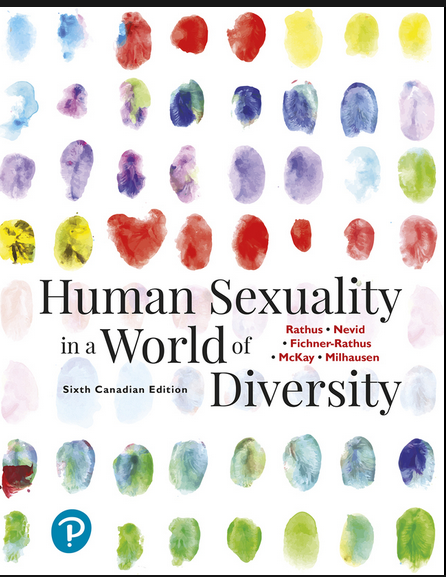 Human Sexuality
in a World of
Rathus • Nevid
• Fichner-Rathus
• McKay • Milhausen
Sixth Canadian Edition
Diversity
P